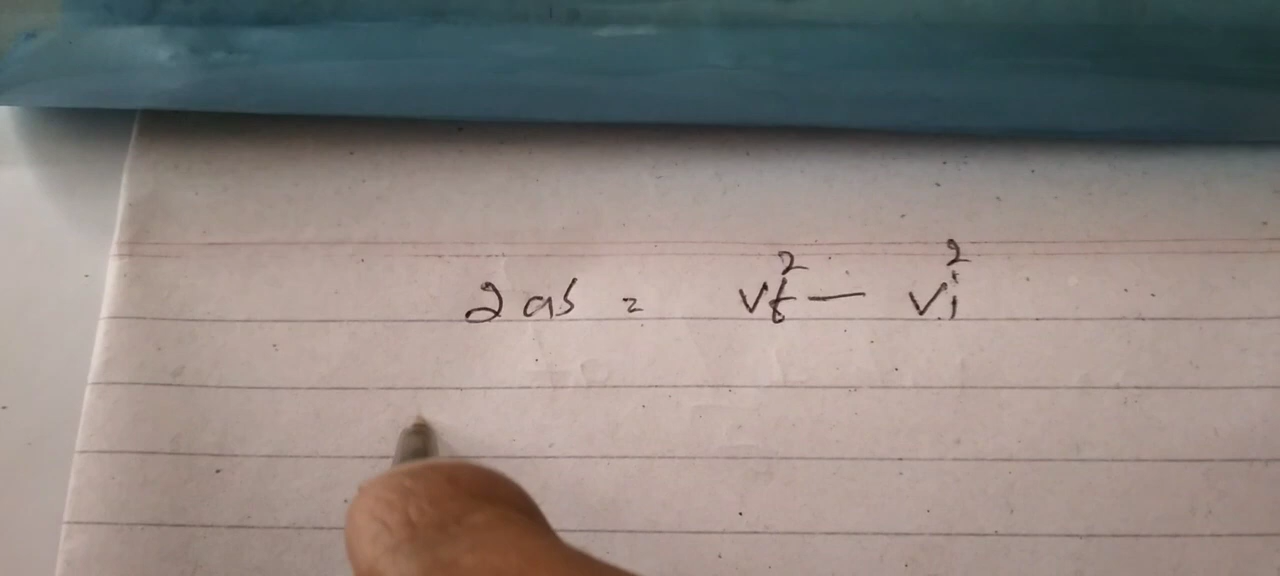 2as = vf² – vi²